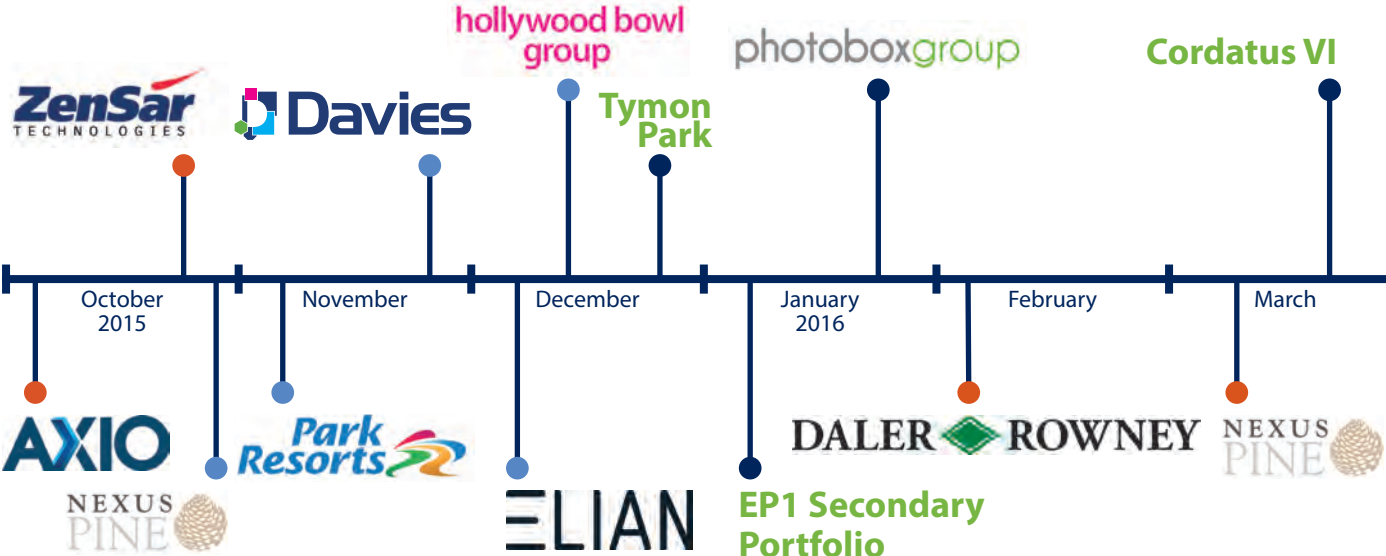 hollywood bowl
group
photoboxgroup
Cordatus VI
ZenSar
TECHNOLOGIES
Davies
Tymon
Park
October
2015
November
December
January
2016
February
March
AXIO
Park
Resorts
DALER ROWNEY
NEXUS
PINE
NEXUS
PINE
ELIAN
EP1 Secondary
Portfolio